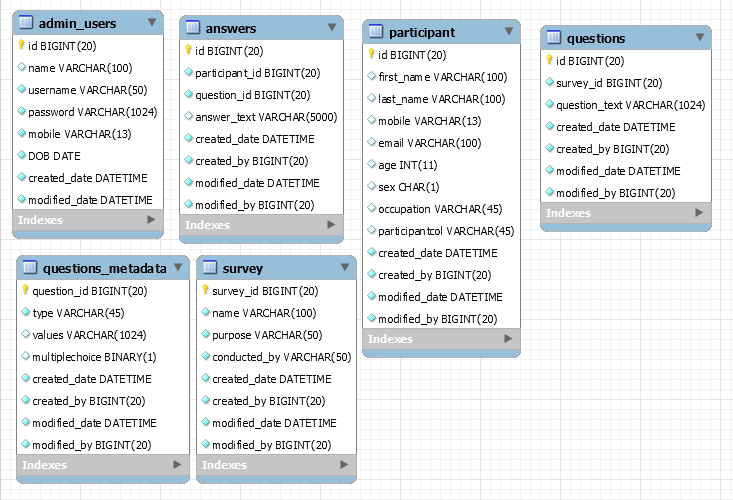 admin_users
id BIGINT(20)
name VARCHAR(100)
username VARCHAR(50)
password VARCHAR(1024)
mobile VARCHAR(13)
DOB DATE
created_date DATETIME
modified_date DATETIME
Indexes
answers
id BIGINT(20)
participant_id BIGINT(20)
question_id BIGINT(20)
answer_text VARCHAR(5000)
created_date DATETIME
created_by BIGINT(20)
modified_date DATETIME
modified_by BIGINT(20)
Indexes
participant
id BIGINT(20)
first_name VARCHAR(100)
last_name VARCHAR(100)
mobile VARCHAR(13)
email VARCHAR(100)
age INT(11)
sex CHAR(1)
occupation VARCHAR(45)
participantcol VARCHAR(45)
created_date DATETIME
created_by BIGINT(20)
modified_date DATETIME
modified_by BIGINT(20)
Indexes
questions
id BIGINT(20)
survey_id BIGINT(20)
question_text VARCHAR(1024)
created_date DATETIME
created_by BIGINT(20)
modified_date DATETIME
modified_by BIGINT(20)
Indexes
questions_metadata
question_id BIGINT(20)
type VARCHAR(45)
values VARCHAR(1024)
multiplechoice BINARY(1)
created_date DATETIME
created_by BIGINT(20)
modified_date DATETIME
modified_by BIGINT(20)
Indexes
survey
survey_id BIGINT(20)
name VARCHAR(100)
purpose VARCHAR(50)
conducted_by VARCHAR(50)
created_date DATETIME
created_by BIGINT(20)
modified_date DATETIME
modified_by BIGINT(20)
Indexes